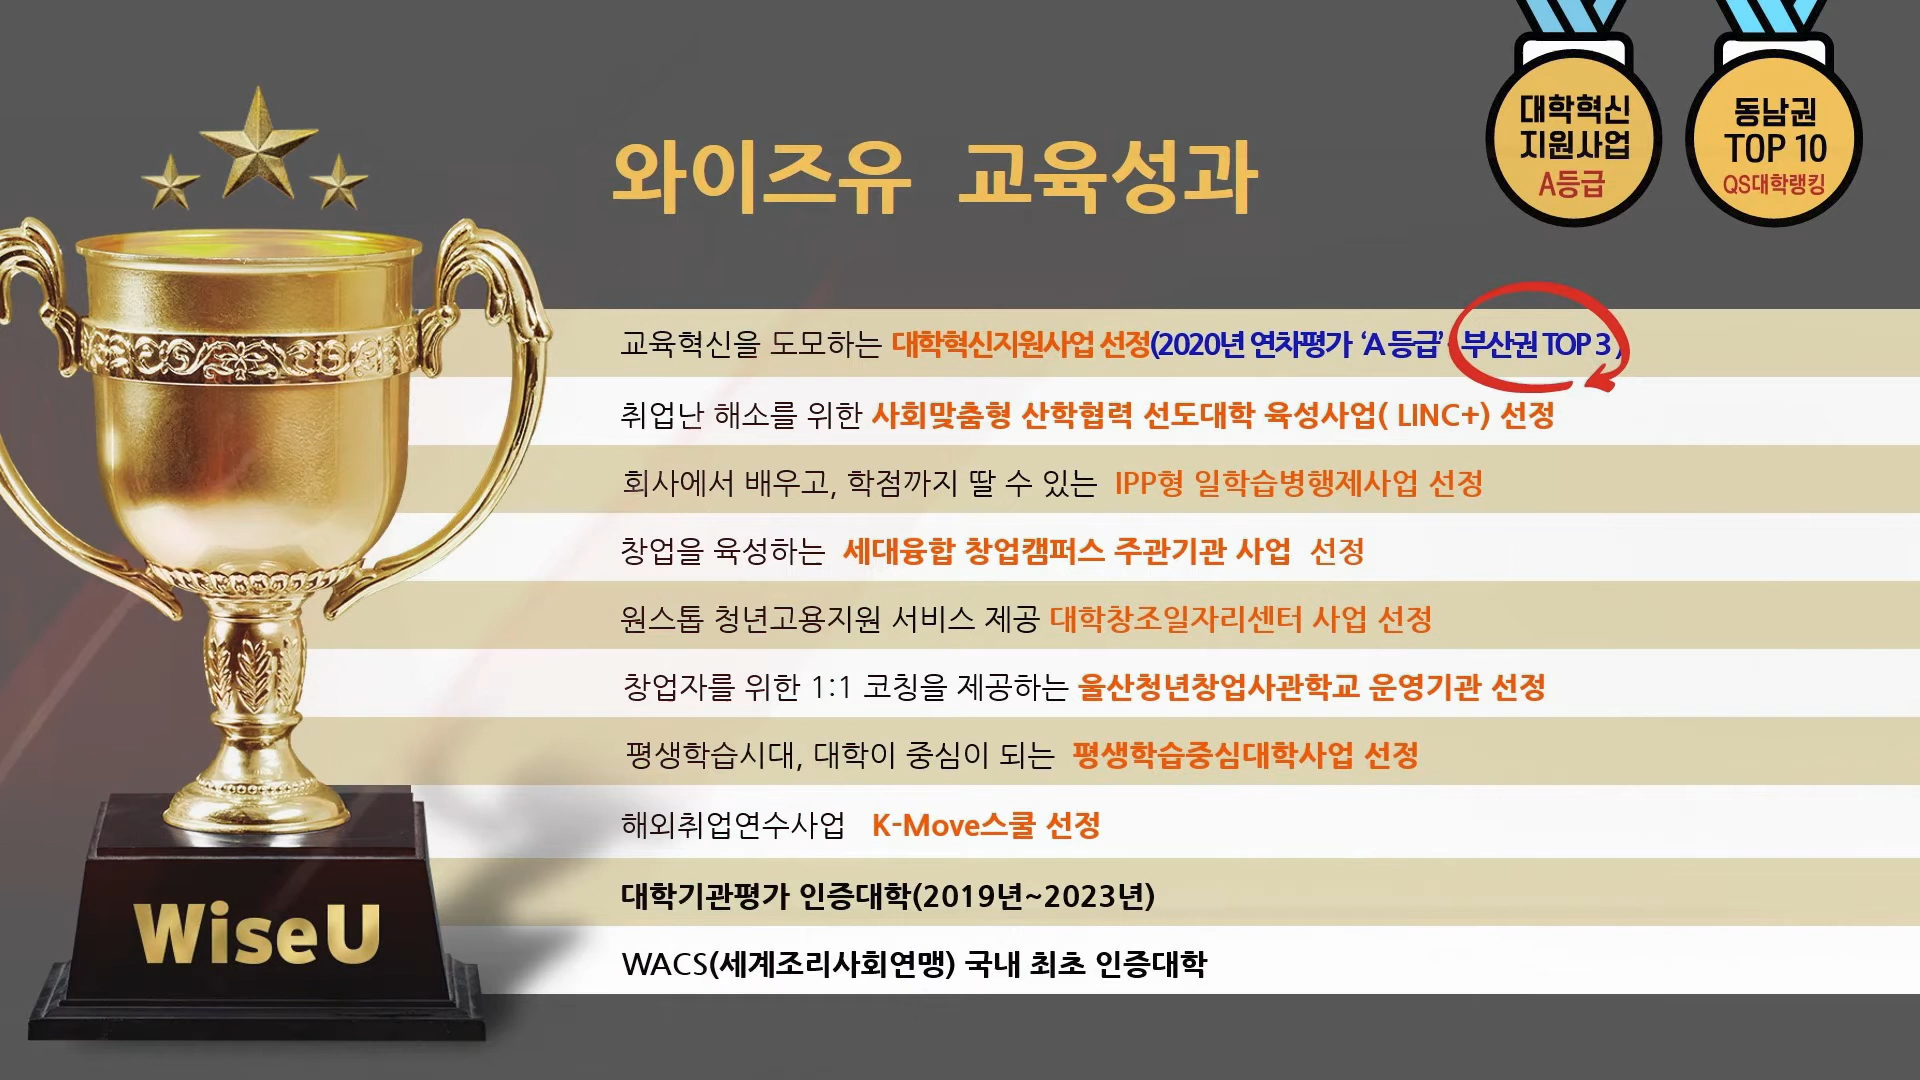 대학혁신
지원사업
A등급
동남권
TOP 10
QS대학랭킹
와이즈유 교육성과
교육혁신을 도모하는 대학혁신지원사업 선정(2020년 연차평가 ‘A 등급’ 부산권 TOP 3)
취업난 해소를 위한 사회맞춤형 산학협력 선도대학 육성사업( LINC+) 선정
회사에서 배우고, 학점까지 딸 수 있는 IPP형 일학습병행제사업 선정
창업을 육성하는 세대융합 창업캠퍼스 주관기관 사업 선정
원스톱 청년고용지원 서비스 제공 대학창조일자리센터 사업 선정
창업자를 위한 1:1 코칭을 제공하는 울산청년창업사관학교 운영기관 선정
평생학습시대, 대학이 중심이 되는 평생학습중심대학사업 선정
해외취업연수사업 K-Move스쿨 선정
대학기관평가 인증대학(2019년~2023년)
WACS(세계조리사회연맹) 국내 최초 인증대학
WiseU